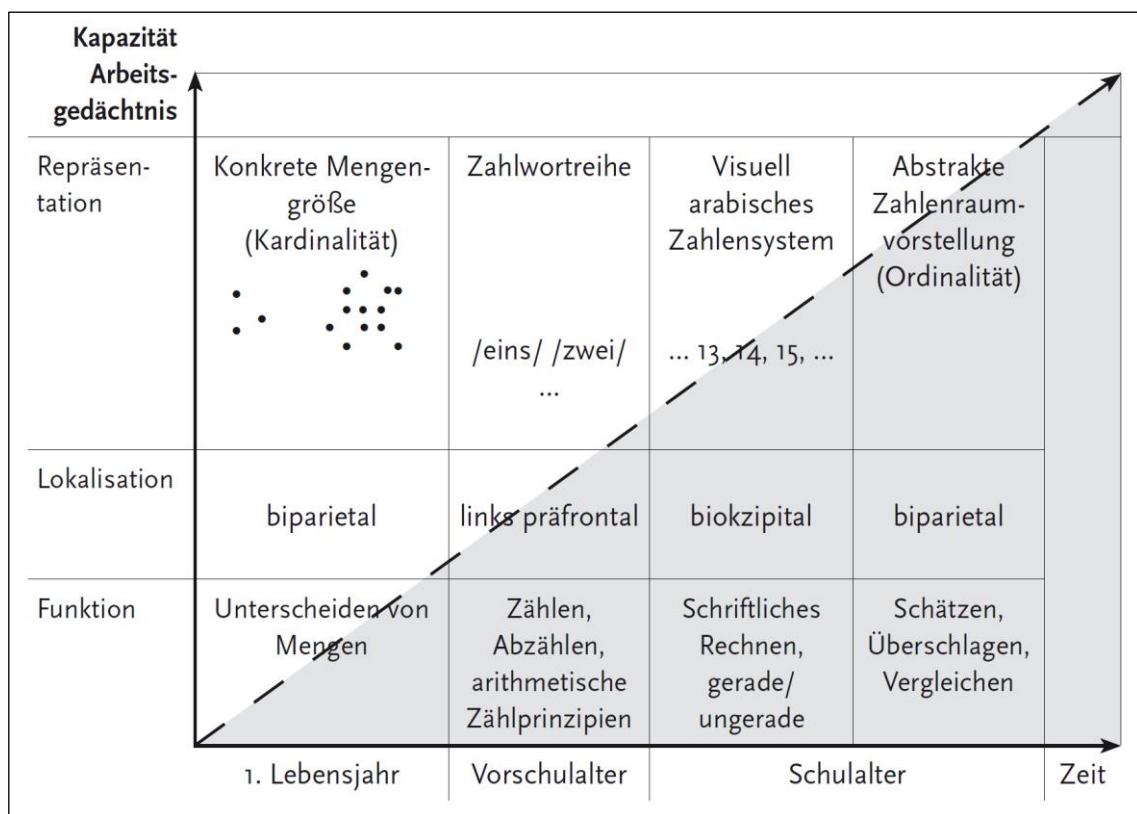 Kapazität
Arbeits-
gedächtnis
Repräsen-
tation
Konkrete Mengen-
größe
(Kardinalität)
Zahlwortreihe
/eins/ /zwei/
...
Visuell
arabisches
Zahlensystem
... 13, 14, 15, ...
Abstrakte
Zahlenraum-
vorstellung
(Ordinalität)
Lokalisation
biparietal
links präfrontal
biokzipital
biparietal
Funktion
Unterscheiden von
Mengen
Zählen,
Abzählen,
arithmetische
Zählprinzipien
Schriftliches
Rechnen,
gerade/
ungerade
Schätzen,
Überschlagen,
Vergleichen
1. Lebensjahr
Vorschulalter
Schulalter
Zeit